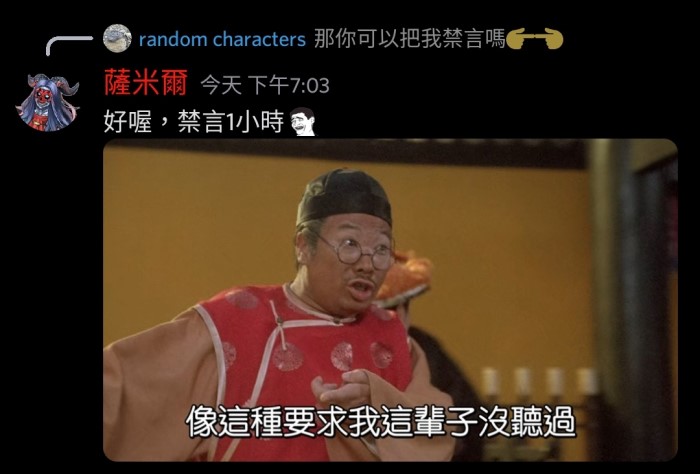 random characters 那你可以把我禁言嗎👉👈
薩米爾 今天 下午7:03
好喔，禁言1小時
像這種要求我這輩子沒聽過